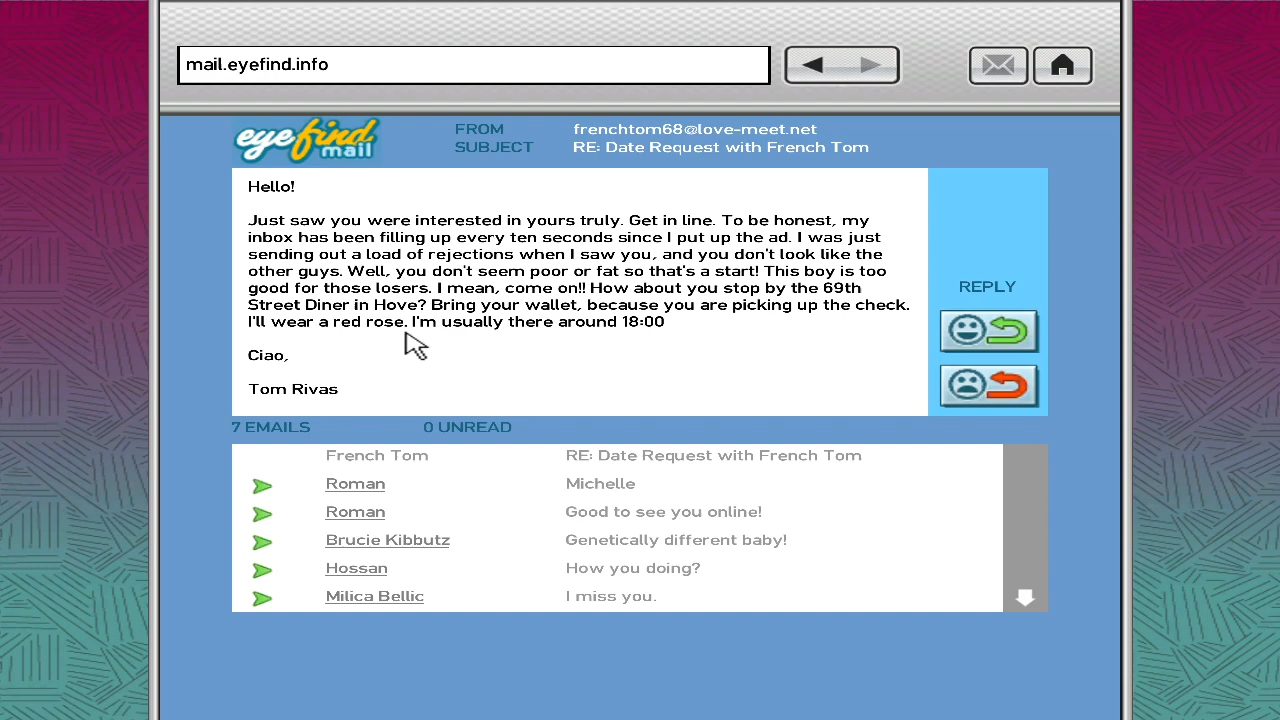 mail.eyefind.info
eyefind mail
FROM frenchtom68@love-meet.net
SUBJECT RE: Date Request with French Tom
Hello!
Just saw you were interested in yours truly. Get in line. To be honest, my
inbox has been filling up every ten seconds since I put up the ad. I was just
sending out a load of rejections when I saw you, and you don't look like the
other guys. Well, you don't seem poor or fat so that's a start! This boy is too
good for those losers. I mean, come on!! How about you stop by the 69th
Street Diner in Hove? Bring your wallet, because you are picking up the check.
I'll wear a red rose. I'm usually there around 18:00
Ciao,
Tom Rivas
REPLY
7 EMAILS 0 UNREAD
French Tom RE: Date Request with French Tom
Roman Michelle
Roman Good to see you online!
Brucie Kibbutz Genetically different baby!
Hossan How you doing?
Milica Bellic I miss you.